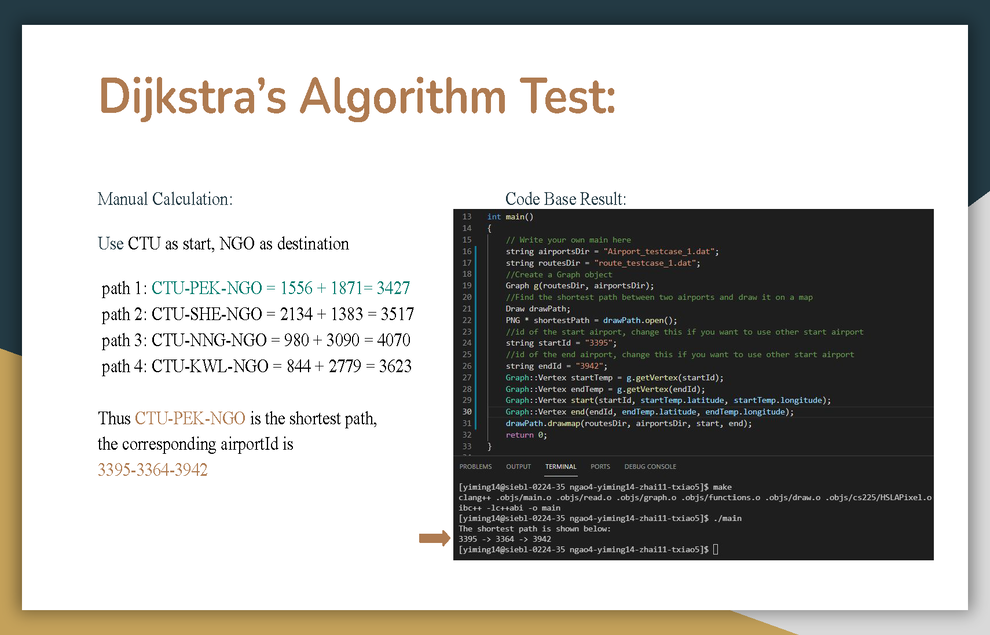 Dijkstra’s Algorithm Test:
Manual Calculation:
Use CTU as start, NGO as destination
path 1: CTU-PEK-NGO = 1556 + 1871= 3427
path 2: CTU-SHE-NGO = 2134 + 1383 = 3517
path 3: CTU-NNG-NGO = 980 + 3090 = 4070
path 4: CTU-KWL-NGO = 844 + 2779 = 3623
Thus CTU-PEK-NGO is the shortest path,
the corresponding airportId is
3395-3364-3942
Code Base Result:
13 int main()
14 {
15 // Write your own main here
16 string airportsDir = "Airport_testcase_1.dat";
17 string routesDir = "route_testcase_1.dat";
18 //Create a Graph object
19 Graph g(routesDir, airportsDir);
20 //Find the shortest path between two airports and draw it on a map
21 Draw drawPath;
22 PNG * shortestPath = drawPath.open();
23 //id of the start airport, change this if you want to use other start airport
24 string startId = "3395";
25 //id of the end airport, change this if you want to use other start airport
26 string endId = "3942";
27 Graph::Vertex startTemp = g.getVertex(startId);
28 Graph::Vertex endTemp = g.getVertex(endId);
29 Graph::Vertex start(startId, startTemp.latitude, startTemp.longitude);
30 Graph::Vertex end(endId, endTemp.latitude, endTemp.longitude);
31 drawPath.drawmap(routesDir, airportsDir, start, end);
32 return 0;
33 }
PROBLEMS OUTPUT TERMINAL PORTS DEBUG CONSOLE
[yiming14@siebl-0224-35 ngao4-yiming14-zhai11-txiao5]$ make
clang++ .objs/main.o .objs/read.o .objs/graph.o .objs/functions.o .objs/draw.o .objs/cs225/HSLAPixel.o
ibc++ -lc++abi -o main
[yiming14@siebl-0224-35 ngao4-yiming14-zhai11-txiao5]$ ./main
The shortest path is shown below:
3395 -> 3364 -> 3942
[yiming14@siebl-0224-35 ngao4-yiming14-zhai11-txiao5]$